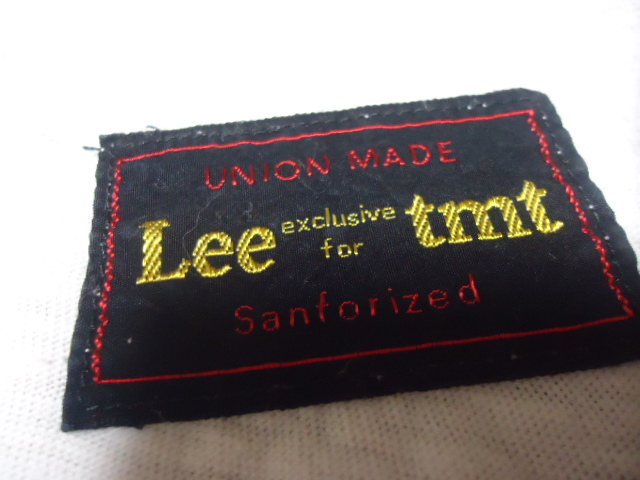 UNION MADE
Lee exclusive for tmt
Sanforized